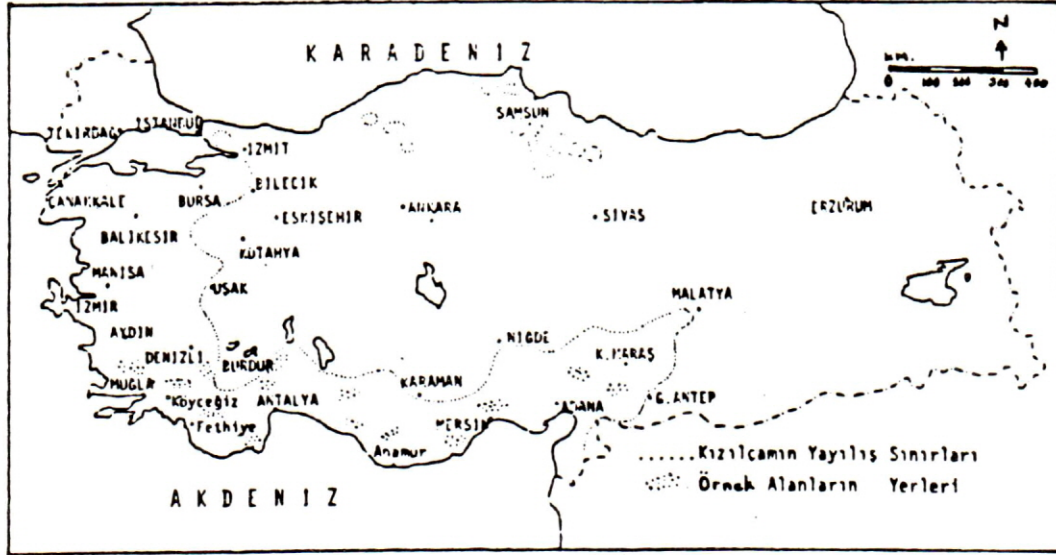 KARADENIZ
N
KM.
0 100 200 300 400
SAMSUN
TEKIRDAĞ
ISTANBUL
IZMIT
BILECIK
ÇANAKKALE
BURSA
ESKIŞEHIR
ANKARA
SIVAS
ERZURUM
BALIKESIR
KÜTAHYA
MANISA
UŞAK
MALATYA
IZMIR
AYDIN
NIĞDE
DENIZLI
BURDUR
K.MARAŞ
MUĞLA
KARAMAN
Köyceğiz
ANTALYA
ADANA
G.ANTEP
Fethiye
MERSIN
Anamur
Kızılçamın Yayılış Sınırları
Örnek Alanların Yerleri
AKDENIZ